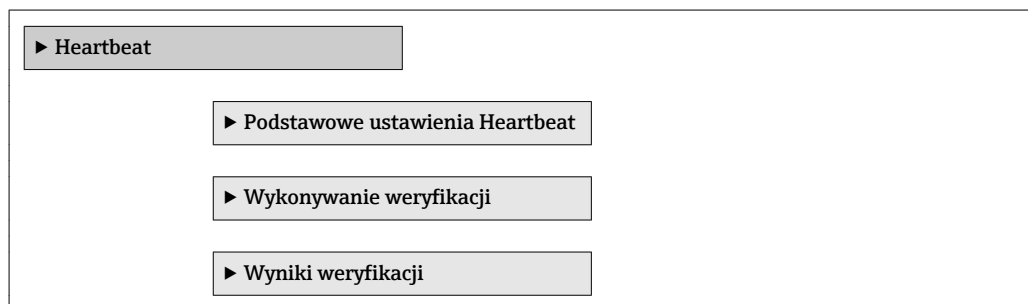 ▶ Heartbeat
▶ Podstawowe ustawienia Heartbeat
▶ Wykonywanie weryfikacji
▶ Wyniki weryfikacji